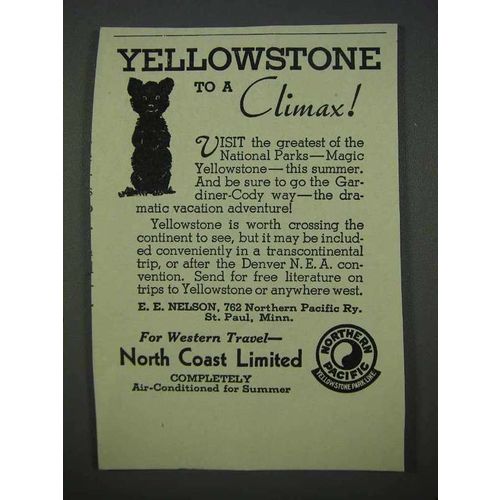 YELLOWSTONE
TO A
Climax!
VISIT the greatest of the
National Parks—Magic
Yellowstone—this summer.
And be sure to go the Gar-
diner-Cody way—the dra-
matic vacation adventure!
Yellowstone is worth crossing the
continent to see, but it may be includ-
ed conveniently in a transcontinental
trip, or after the Denver N. E. A. con-
vention. Send for free literature on
trips to Yellowstone or anywhere west.
E. E. NELSON, 762 Northern Pacific Ry.
St. Paul, Minn.
For Western Travel—
North Coast Limited
COMPLETELY
Air-Conditioned for Summer
NORTHERN
PACIFIC
YELLOWSTONE PARK LINE